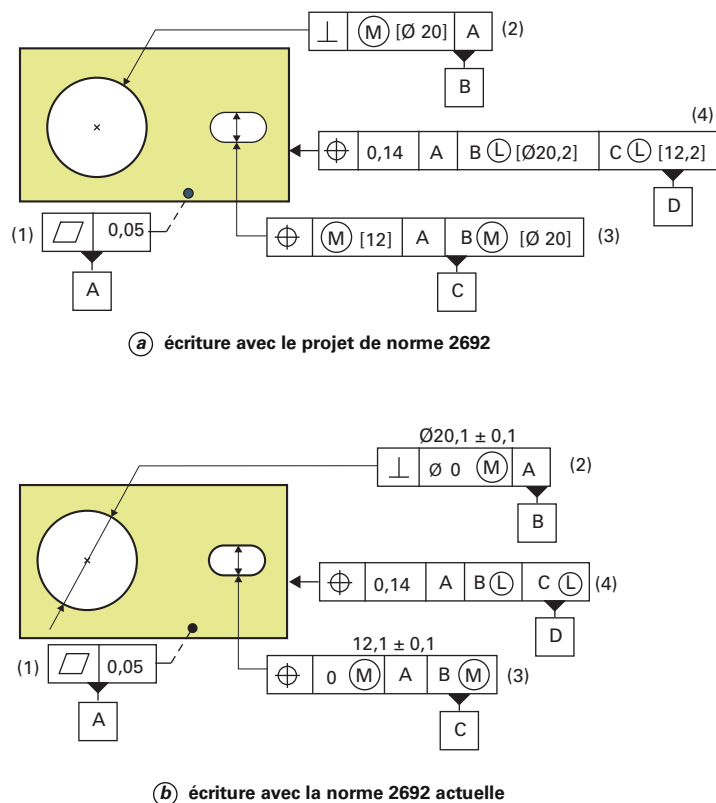 ⊥ Ⓜ [Ø 20] A (2)
B
(4)
⌖ 0,14 A B Ⓛ [Ø20,2] C Ⓛ [12,2]
D
(1) ⏥ 0,05
A
⌖ Ⓜ [12] A B Ⓜ [Ø 20] (3)
C
ⓐ écriture avec le projet de norme 2692
Ø20,1 ± 0,1
⊥ Ø 0 Ⓜ A (2)
B
⌖ 0,14 A B Ⓛ C Ⓛ (4)
D
12,1 ± 0,1
(1) ⏥ 0,05
A
⌖ 0 Ⓜ A B Ⓜ (3)
C
ⓑ écriture avec la norme 2692 actuelle